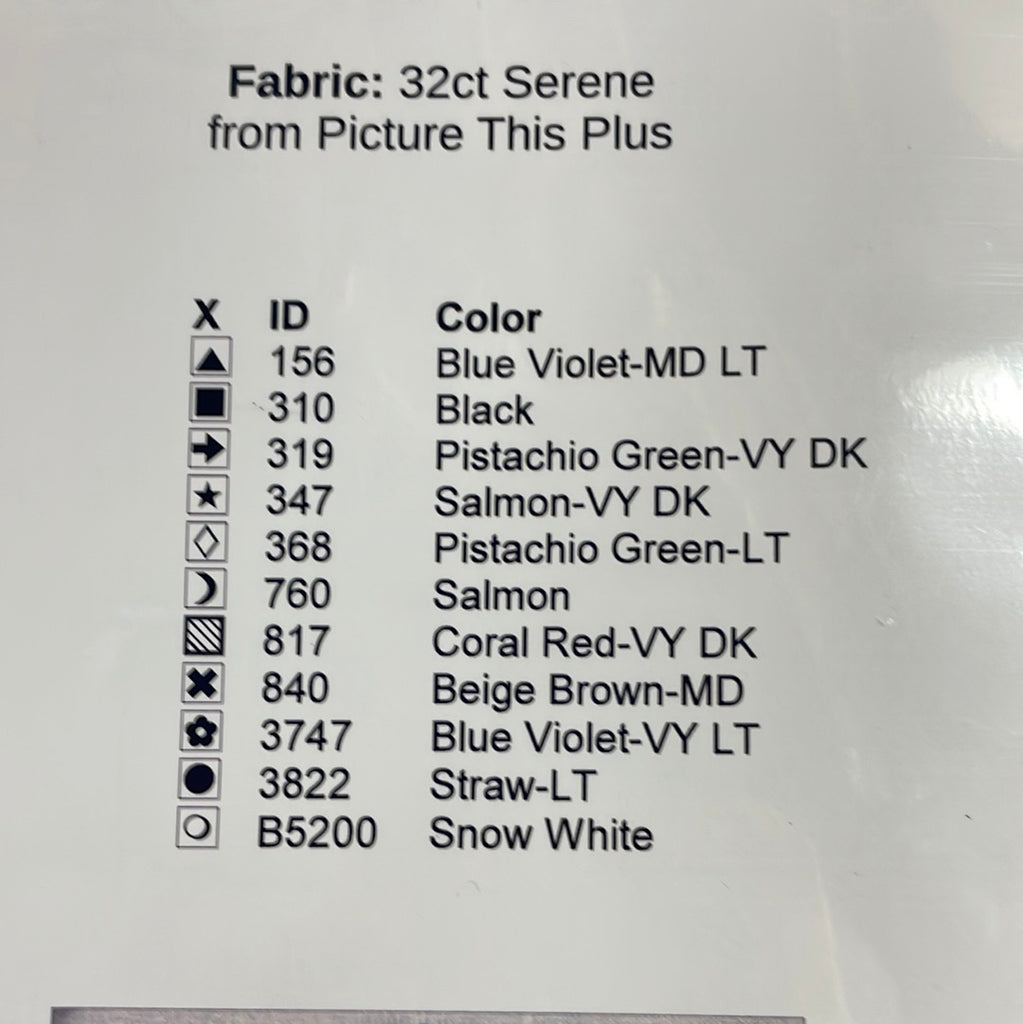 Fabric: 32ct Serene
from Picture This Plus
X ID Color
156 Blue Violet-MD LT
310 Black
319 Pistachio Green-VY DK
347 Salmon-VY DK
368 Pistachio Green-LT
760 Salmon
817 Coral Red-VY DK
840 Beige Brown-MD
3747 Blue Violet-VY LT
3822 Straw-LT
B5200 Snow White